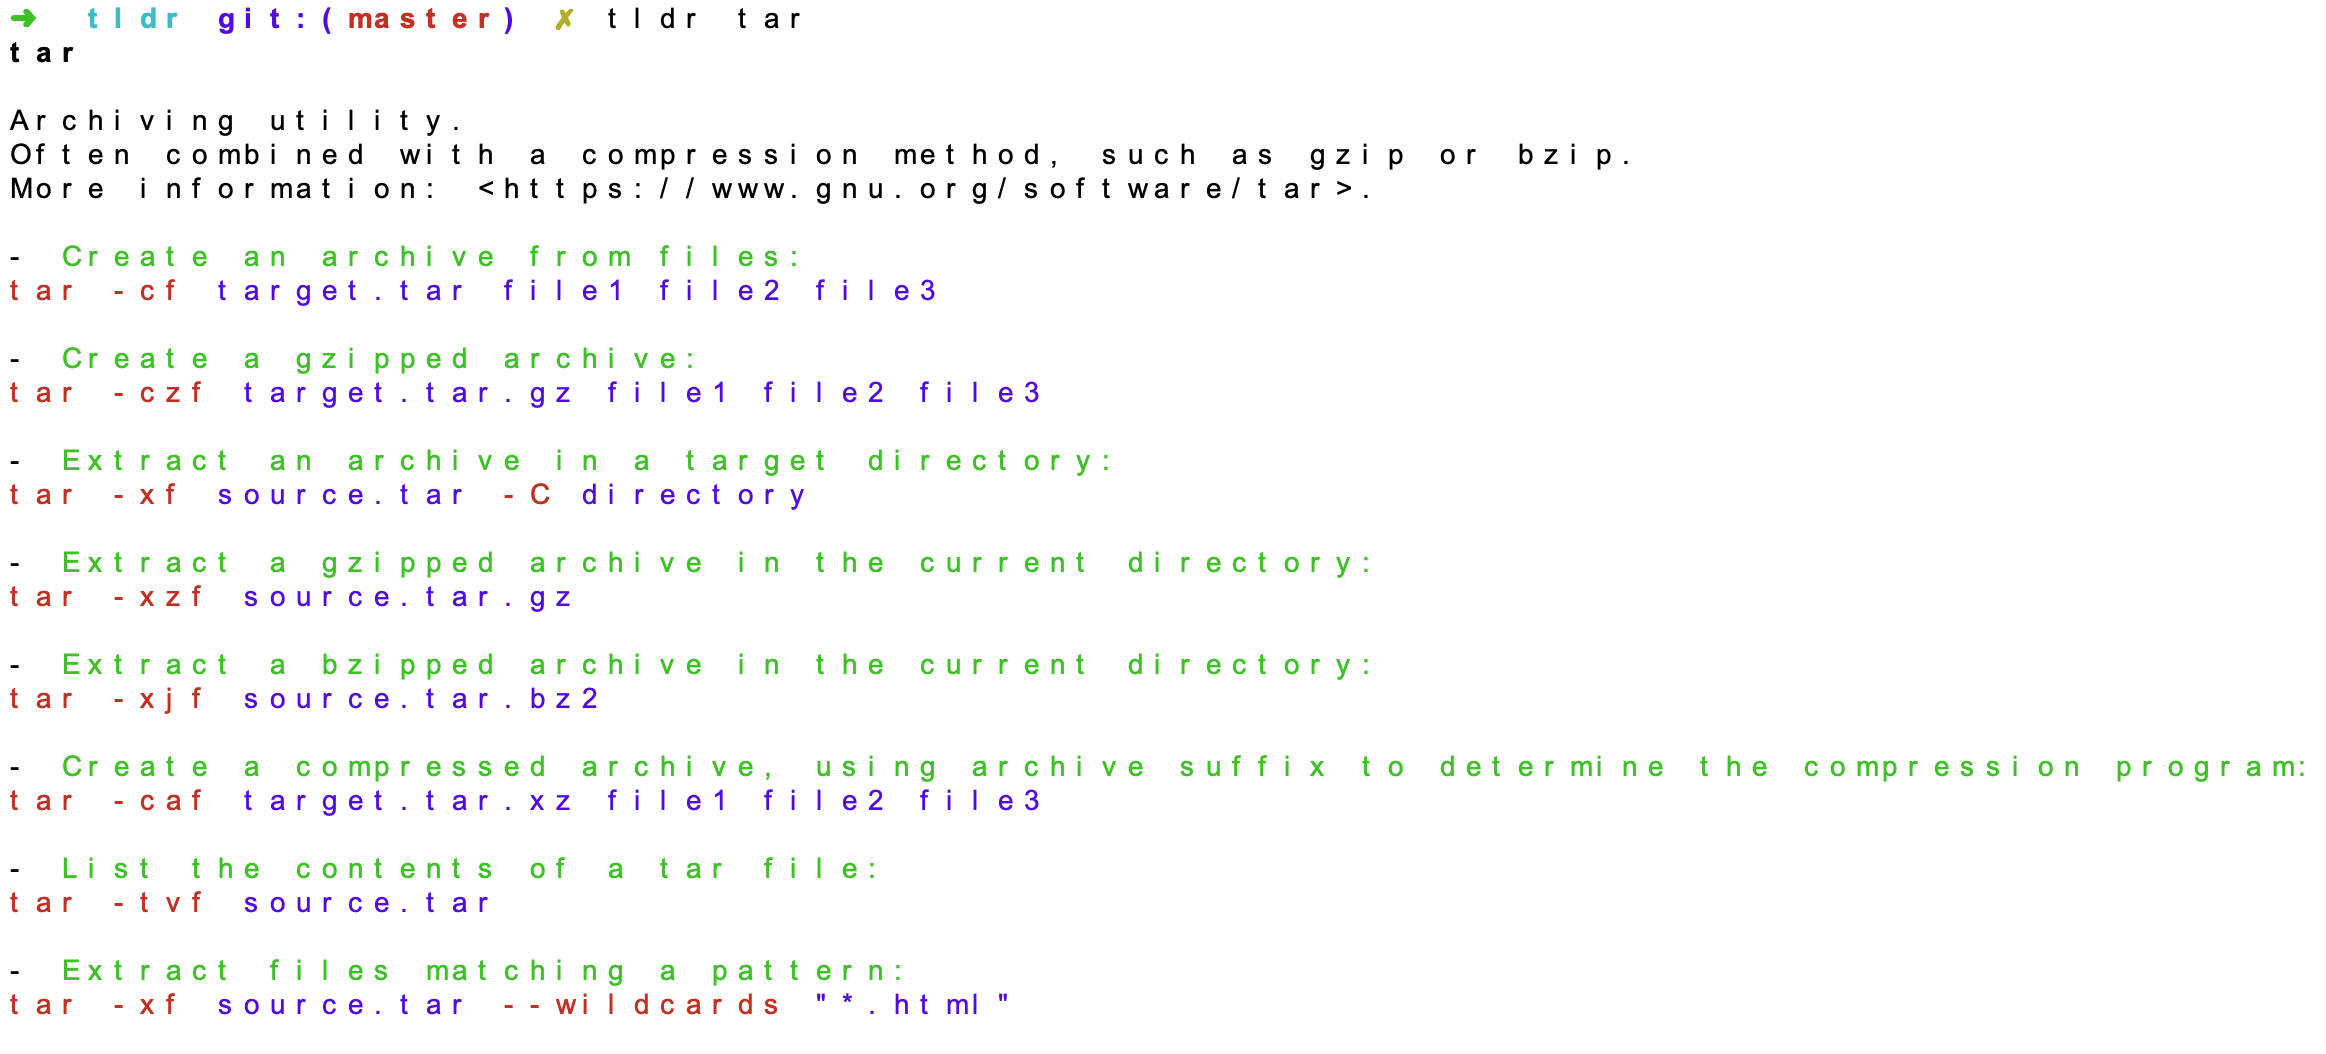 ➜  tldr git:(master) ✗ tldr tar
tar

Archiving utility.
Often combined with a compression method, such as gzip or bzip.
More information: <https://www.gnu.org/software/tar>.

- Create an archive from files:
tar -cf target.tar file1 file2 file3

- Create a gzipped archive:
tar -czf target.tar.gz file1 file2 file3

- Extract an archive in a target directory:
tar -xf source.tar -C directory

- Extract a gzipped archive in the current directory:
tar -xzf source.tar.gz

- Extract a bzipped archive in the current directory:
tar -xjf source.tar.bz2

- Create a compressed archive, using archive suffix to determine the compression program:
tar -caf target.tar.xz file1 file2 file3

- List the contents of a tar file:
tar -tvf source.tar

- Extract files matching a pattern:
tar -xf source.tar --wildcards "*.html"